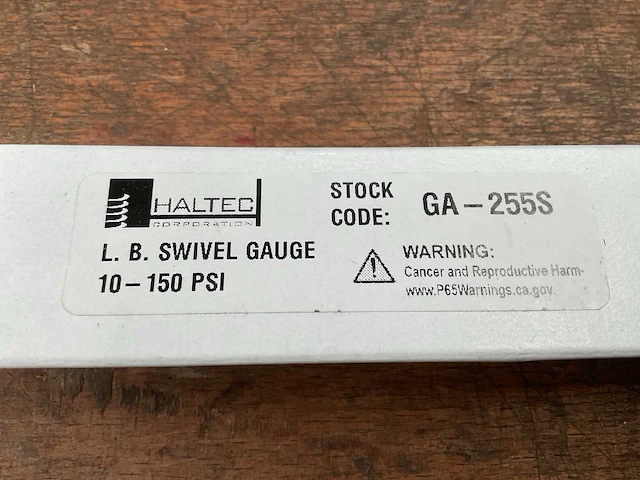 HALTEC
CORPORATION
L. B. SWIVEL GAUGE
10-150 PSI
STOCK
CODE: GA-255S
WARNING:
Cancer and Reproductive Harm-
www.P65Warnings.ca.gov